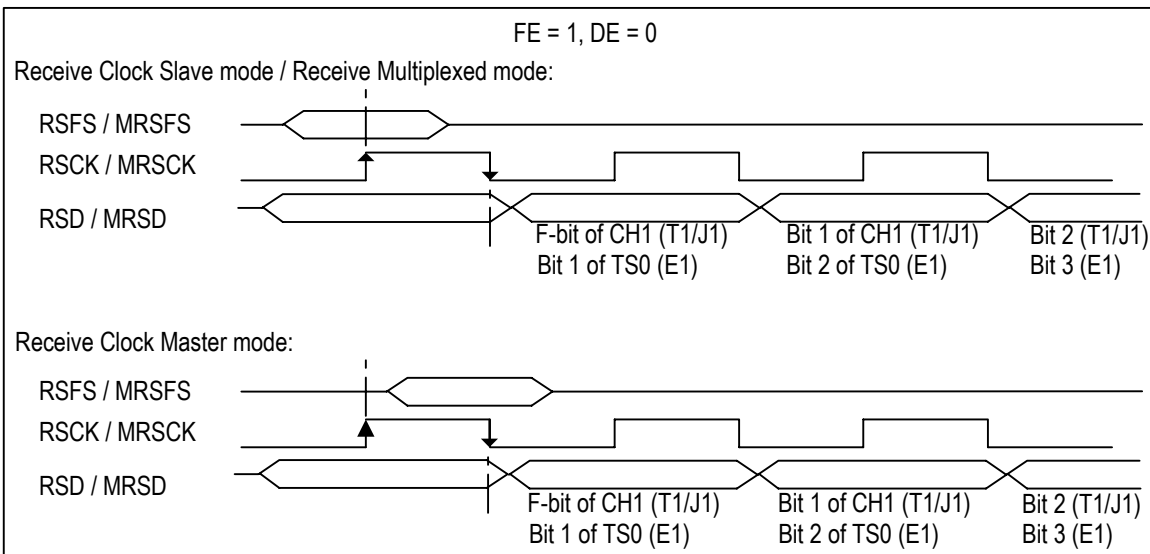 FE = 1, DE = 0
Receive Clock Slave mode / Receive Multiplexed mode:
RSFS / MRSFS
RSCK / MRSCK
RSD / MRSD
F-bit of CH1 (T1/J1) Bit 1 of CH1 (T1/J1) Bit 2 (T1/J1)
Bit 1 of TS0 (E1) Bit 2 of TS0 (E1) Bit 3 (E1)
Receive Clock Master mode:
RSFS / MRSFS
RSCK / MRSCK
RSD / MRSD
F-bit of CH1 (T1/J1) Bit 1 of CH1 (T1/J1) Bit 2 (T1/J1)
Bit 1 of TS0 (E1) Bit 2 of TS0 (E1) Bit 3 (E1)